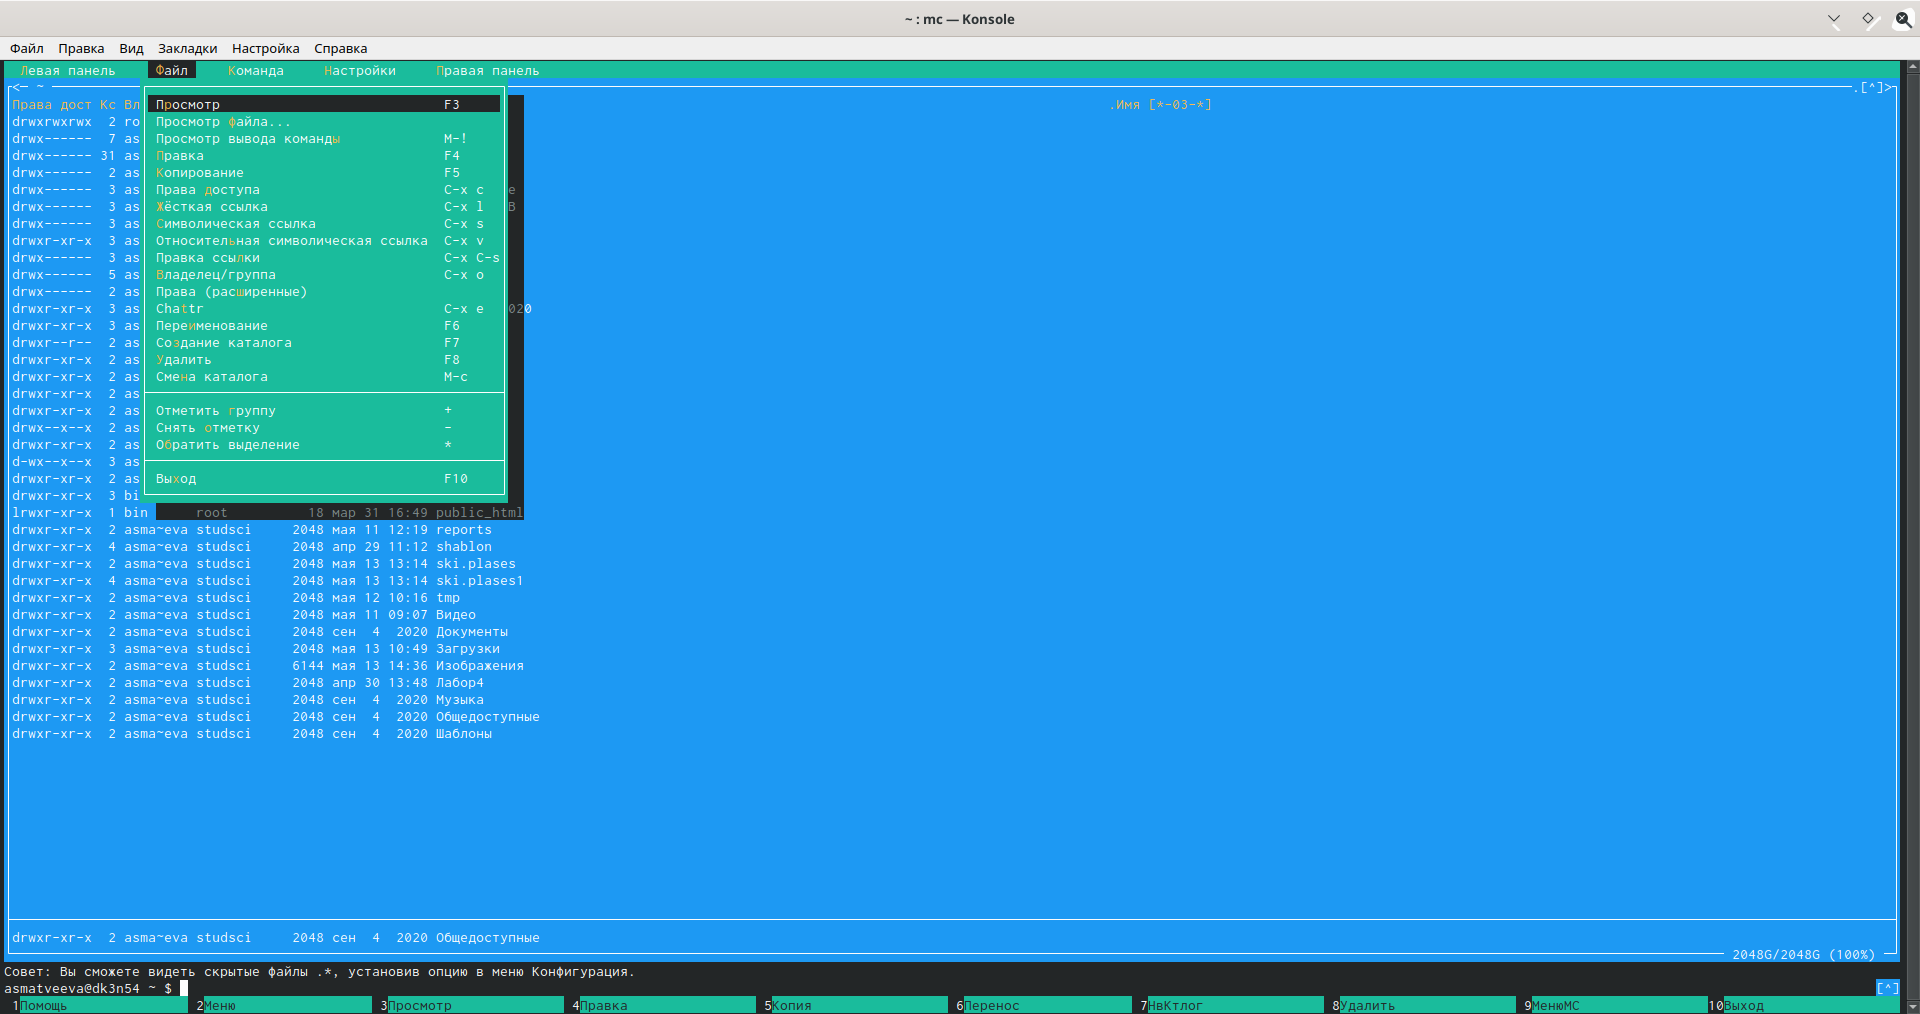 ~ : mc — Konsole
Файл Правка Вид Закладки Настройка Справка
Левая панель Файл Команда Настройки Правая панель
<─ ~ .[^]>
Права дост Кс Вл .Имя [*-03-*]
Просмотр F3
drwxrwxrwx 2 ro Просмотр файла...
drwx------ 7 as Просмотр вывода команды M-!
drwx------ 31 as Правка F4
drwx------ 2 as Копирование F5
drwx------ 3 as Права доступа C-x c e
drwx------ 3 as Жёсткая ссылка C-x l B
drwx------ 3 as Символическая ссылка C-x s
drwxr-xr-x 3 as Относительная символическая ссылка C-x v
drwx------ 3 as Правка ссылки C-x C-s
drwx------ 5 as Владелец/группа C-x o
drwx------ 2 as Права (расширенные)
drwxr-xr-x 3 as Chattr C-x e 020
drwxr-xr-x 3 as Переименование F6
drwxr--r-- 2 as Создание каталога F7
drwxr-xr-x 2 as Удалить F8
drwxr-xr-x 2 as Смена каталога M-c
drwxr-xr-x 2 as
drwxr-xr-x 2 as Отметить группу +
drwx--x--x 2 as Снять отметку -
drwxr-xr-x 2 as Обратить выделение *
d-wx--x--x 3 as
drwxr-xr-x 2 as Выход F10
drwxr-xr-x 3 bi
lrwxr-xr-x 1 bin root 18 мар 31 16:49 public_html
drwxr-xr-x 2 asma~eva studsci 2048 мая 11 12:19 reports
drwxr-xr-x 4 asma~eva studsci 2048 апр 29 11:12 shablon
drwxr-xr-x 2 asma~eva studsci 2048 мая 13 13:14 ski.plases
drwxr-xr-x 4 asma~eva studsci 2048 мая 13 13:14 ski.plases1
drwxr-xr-x 2 asma~eva studsci 2048 мая 12 10:16 tmp
drwxr-xr-x 2 asma~eva studsci 2048 мая 11 09:07 Видео
drwxr-xr-x 2 asma~eva studsci 2048 сен 4 2020 Документы
drwxr-xr-x 3 asma~eva studsci 2048 мая 13 10:49 Загрузки
drwxr-xr-x 2 asma~eva studsci 6144 мая 13 14:36 Изображения
drwxr-xr-x 2 asma~eva studsci 2048 апр 30 13:48 Лабор4
drwxr-xr-x 2 asma~eva studsci 2048 сен 4 2020 Музыка
drwxr-xr-x 2 asma~eva studsci 2048 сен 4 2020 Общедоступные
drwxr-xr-x 2 asma~eva studsci 2048 сен 4 2020 Шаблоны
drwxr-xr-x 2 asma~eva studsci 2048 сен 4 2020 Общедоступные
2048G/2048G (100%)
Совет: Вы сможете видеть скрытые файлы .*, установив опцию в меню Конфигурация.
asmatveeva@dk3n54 ~ $ [^]
1Помощь 2Меню 3Просмотр 4Правка 5Копия 6Перенос 7НвКтлог 8Удалить 9МенюМС 10Выход